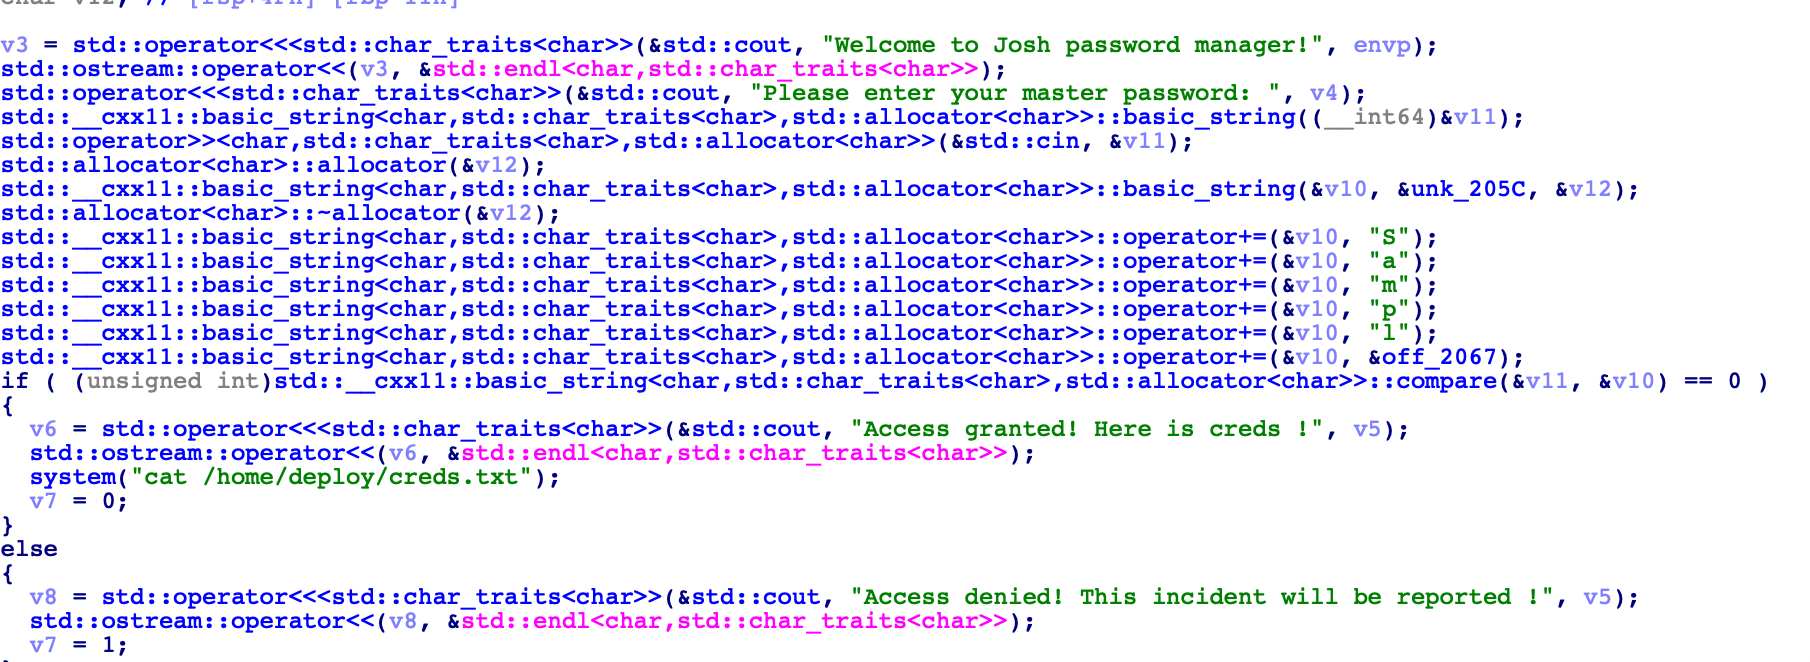 char v12; // [rsp+4Fh] [rbp-11h]
v3 = std::operator<<<std::char_traits<char>>(&std::cout, "Welcome to Josh password manager!", envp);
std::ostream::operator<<(v3, &std::endl<char,std::char_traits<char>>);
std::operator<<<std::char_traits<char>>(&std::cout, "Please enter your master password: ", v4);
std::__cxx11::basic_string<char,std::char_traits<char>,std::allocator<char>>::basic_string((__int64)&v11);
std::operator>><char,std::char_traits<char>,std::allocator<char>>(&std::cin, &v11);
std::allocator<char>::allocator(&v12);
std::__cxx11::basic_string<char,std::char_traits<char>,std::allocator<char>>::basic_string(&v10, &unk_205C, &v12);
std::allocator<char>::~allocator(&v12);
std::__cxx11::basic_string<char,std::char_traits<char>,std::allocator<char>>::operator+=(&v10, "S");
std::__cxx11::basic_string<char,std::char_traits<char>,std::allocator<char>>::operator+=(&v10, "a");
std::__cxx11::basic_string<char,std::char_traits<char>,std::allocator<char>>::operator+=(&v10, "m");
std::__cxx11::basic_string<char,std::char_traits<char>,std::allocator<char>>::operator+=(&v10, "p");
std::__cxx11::basic_string<char,std::char_traits<char>,std::allocator<char>>::operator+=(&v10, "l");
std::__cxx11::basic_string<char,std::char_traits<char>,std::allocator<char>>::operator+=(&v10, &off_2067);
if ( (unsigned int)std::__cxx11::basic_string<char,std::char_traits<char>,std::allocator<char>>::compare(&v11, &v10) == 0 )
{
v6 = std::operator<<<std::char_traits<char>>(&std::cout, "Access granted! Here is creds !", v5);
std::ostream::operator<<(v6, &std::endl<char,std::char_traits<char>>);
system("cat /home/deploy/creds.txt");
v7 = 0;
}
else
{
v8 = std::operator<<<std::char_traits<char>>(&std::cout, "Access denied! This incident will be reported !", v5);
std::ostream::operator<<(v8, &std::endl<char,std::char_traits<char>>);
v7 = 1;